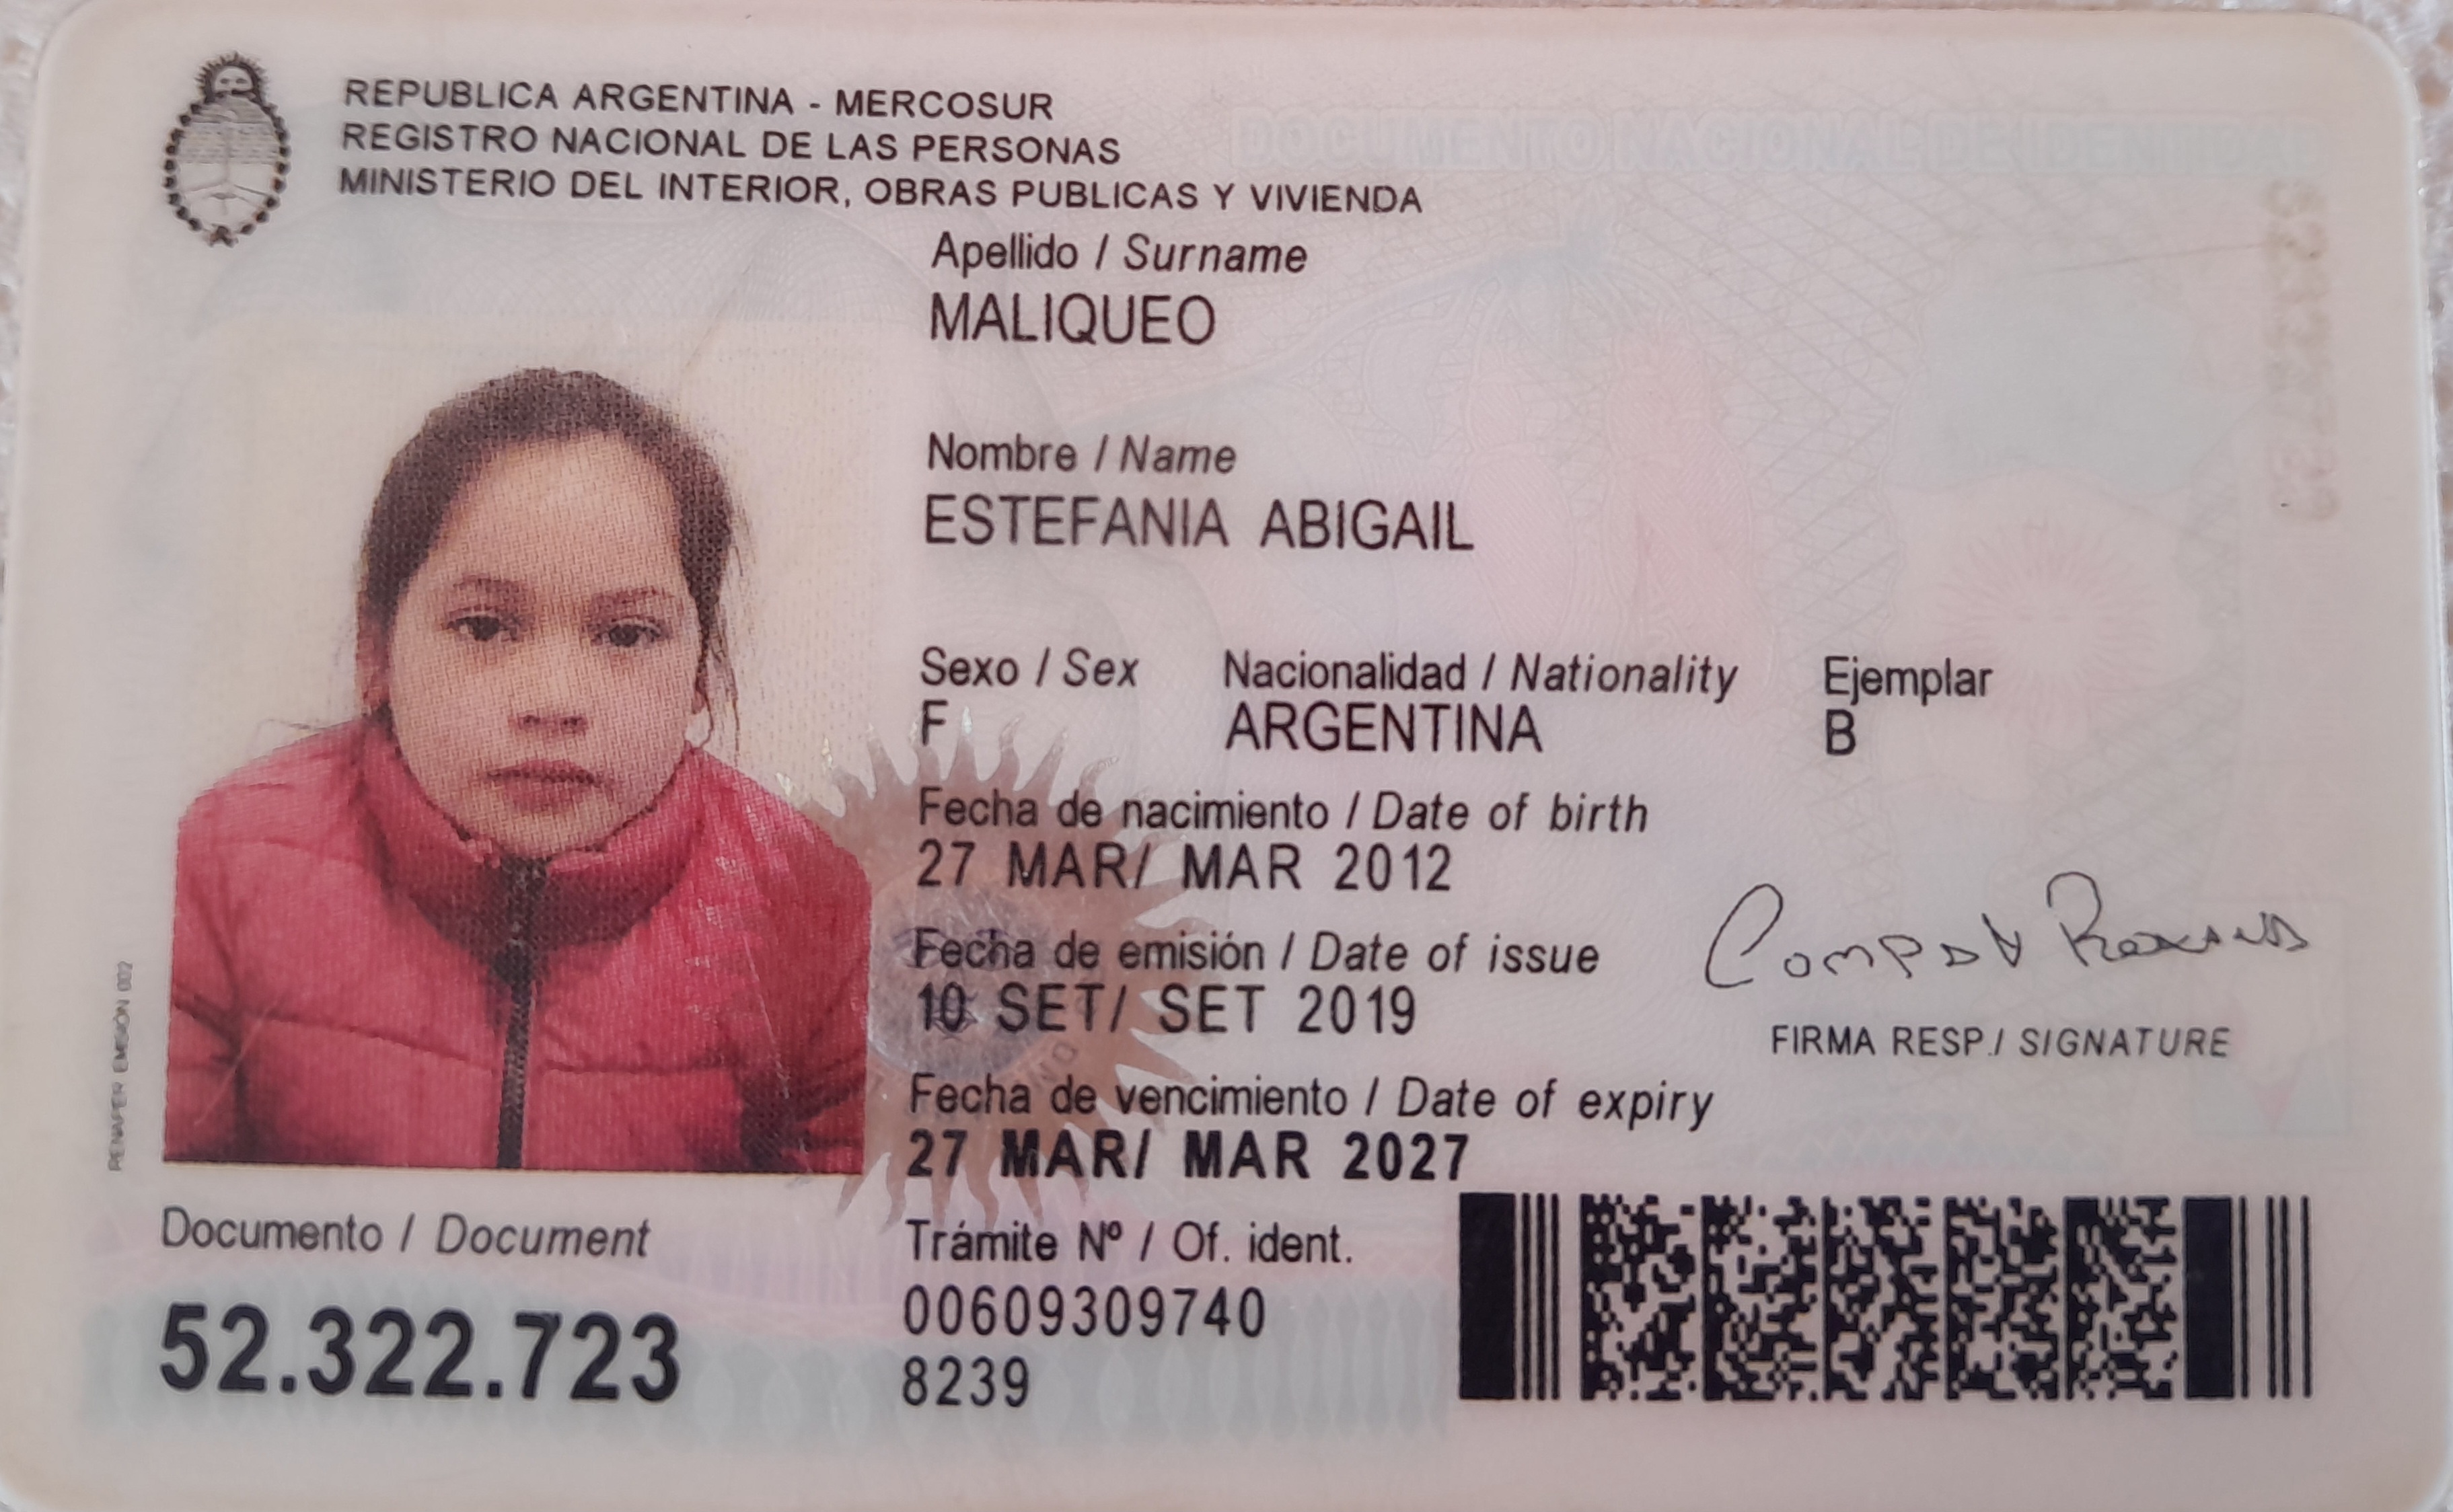 REPUBLICA ARGENTINA - MERCOSUR
REGISTRO NACIONAL DE LAS PERSONAS
MINISTERIO DEL INTERIOR, OBRAS PUBLICAS Y VIVIENDA
DOCUMENTO NACIONAL DE IDENTIDAD
Apellido / Surname
MALIQUEO
Nombre / Name
ESTEFANIA ABIGAIL
Sexo / Sex Nacionalidad / Nationality Ejemplar
F ARGENTINA B
Fecha de nacimiento / Date of birth
27 MAR/ MAR 2012
Fecha de emisión / Date of issue
10 SET/ SET 2019
FIRMA RESP./ SIGNATURE
Fecha de vencimiento / Date of expiry
27 MAR/ MAR 2027
RENAPER EMISIÓN 002
Documento / Document
52.322.723
Trámite Nº / Of. ident.
00609309740
8239